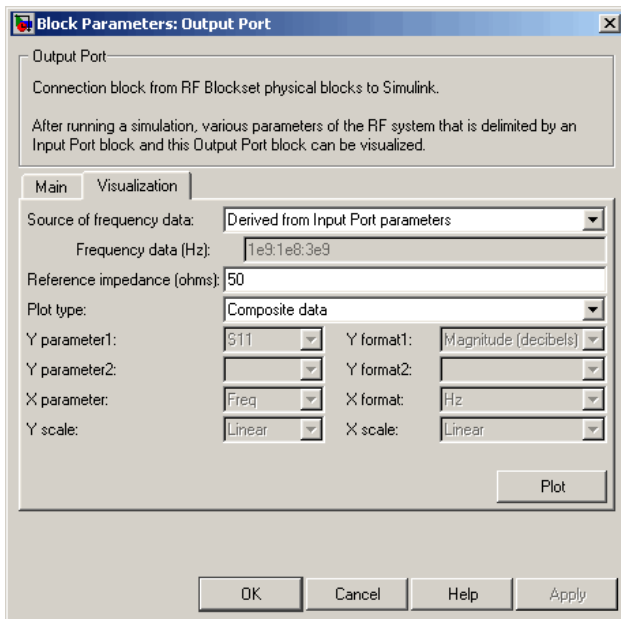 Block Parameters: Output Port
Output Port
Connection block from RF Blockset physical blocks to Simulink.
After running a simulation, various parameters of the RF system that is delimited by an
Input Port block and this Output Port block can be visualized.
Main Visualization
Source of frequency data: Derived from Input Port parameters
Frequency data (Hz): 1e9:1e8:3e9
Reference impedance (ohms): 50
Plot type: Composite data
Y parameter1: S11 Y format1: Magnitude (decibels)
Y parameter2: Y format2:
X parameter: Freq X format: Hz
Y scale: Linear X scale: Linear
Plot
OK Cancel Help Apply